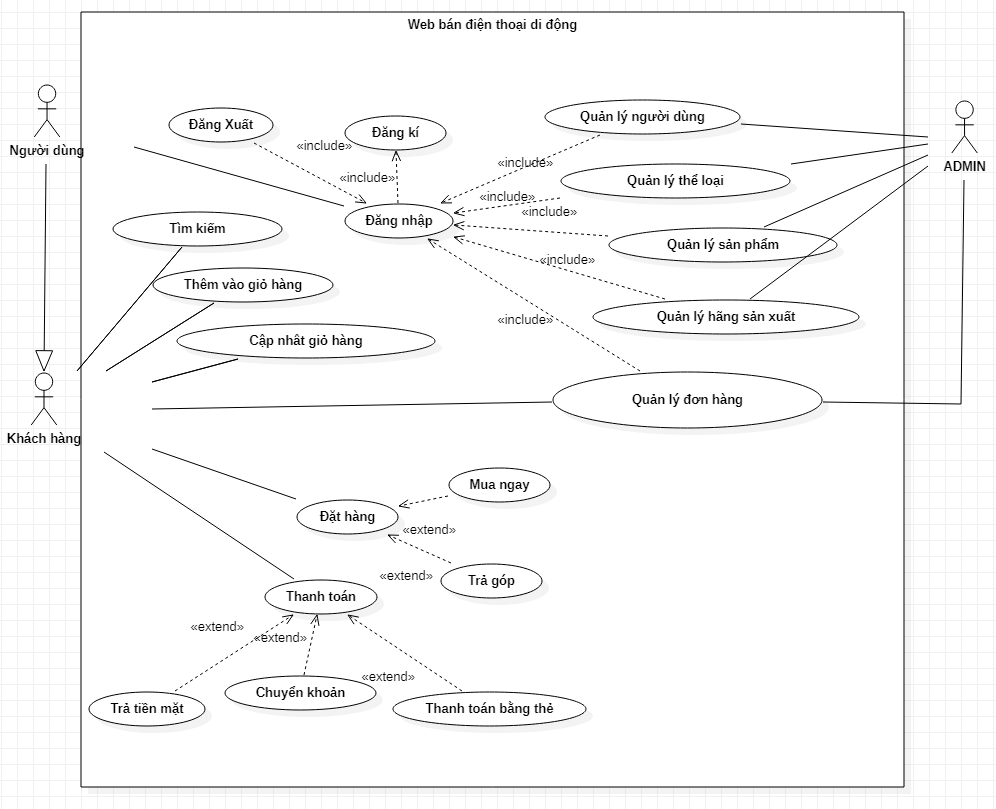 Web bán điện thoại di động
Đăng Xuất
Đăng kí
Quản lý người dùng
Người dùng
ADMIN
«include»
«include»
«include»
Quản lý thể loại
«include»
«include»
Đăng nhập
Tìm kiếm
Quản lý sản phẩm
«include»
Thêm vào giỏ hàng
Quản lý hãng sản xuất
«include»
Cập nhât giỏ hàng
Quản lý đơn hàng
Khách hàng
Mua ngay
Đặt hàng
«extend»
«extend»
Trả góp
Thanh toán
«extend»
«extend»
«extend»
Chuyển khoản
Trả tiền mặt
Thanh toán bằng thẻ